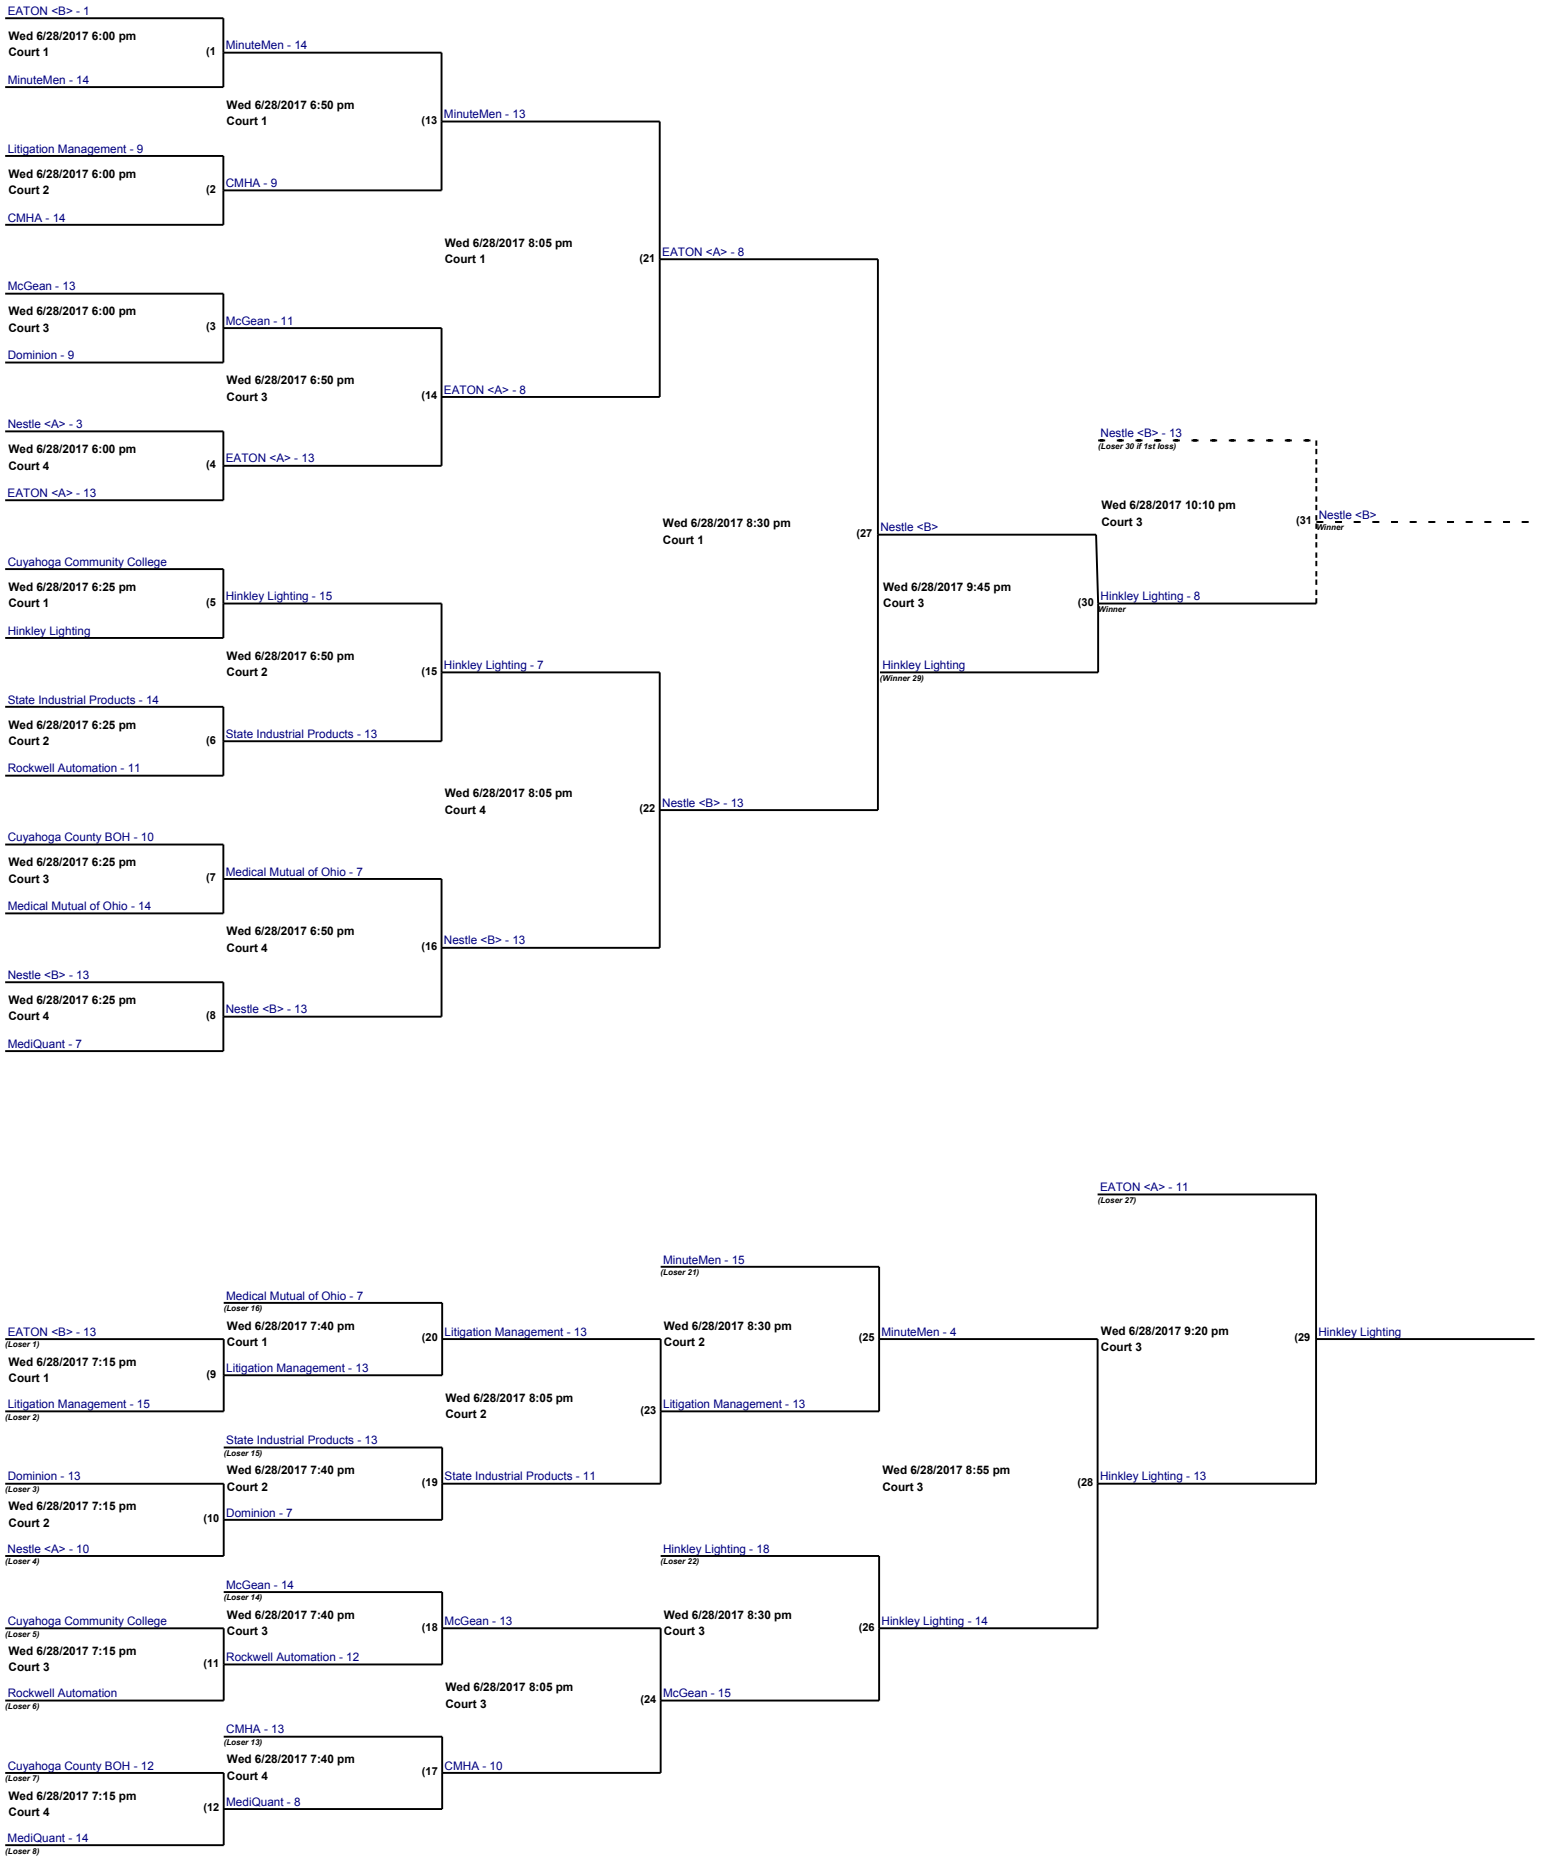 EATON <B> - 1
Wed 6/28/2017 6:00 pm
Court 1
(1
MinuteMen - 14
MinuteMen - 14
Wed 6/28/2017 6:50 pm
Court 1
(13
MinuteMen - 13
Litigation Management - 9
Wed 6/28/2017 6:00 pm
Court 2
(2
CMHA - 9
CMHA - 14
Wed 6/28/2017 8:05 pm
Court 1
(21
EATON <A> - 8
McGean - 13
Wed 6/28/2017 6:00 pm
Court 3
(3
McGean - 11
Dominion - 9
Wed 6/28/2017 6:50 pm
Court 3
(14
EATON <A> - 8
Nestle <A> - 3
Wed 6/28/2017 6:00 pm
Court 4
(4
EATON <A> - 13
EATON <A> - 13
Nestle <B> - 13
(Loser 30 if 1st loss)
Wed 6/28/2017 10:10 pm
Court 3
(31
Nestle <B>
Winner
Wed 6/28/2017 8:30 pm
Court 1
(27
Nestle <B>
Cuyahoga Community College
Wed 6/28/2017 6:25 pm
Court 1
(5
Hinkley Lighting - 15
Hinkley Lighting
Wed 6/28/2017 9:45 pm
Court 3
(30
Hinkley Lighting - 8
Winner
Wed 6/28/2017 6:50 pm
Court 2
(15
Hinkley Lighting - 7
Hinkley Lighting
(Winner 29)
State Industrial Products - 14
Wed 6/28/2017 6:25 pm
Court 2
(6
State Industrial Products - 13
Rockwell Automation - 11
Wed 6/28/2017 8:05 pm
Court 4
(22
Nestle <B> - 13
Cuyahoga County BOH - 10
Wed 6/28/2017 6:25 pm
Court 3
(7
Medical Mutual of Ohio - 7
Medical Mutual of Ohio - 14
Wed 6/28/2017 6:50 pm
Court 4
(16
Nestle <B> - 13
Nestle <B> - 13
Wed 6/28/2017 6:25 pm
Court 4
(8
Nestle <B> - 13
MediQuant - 7
EATON <A> - 11
(Loser 27)
MinuteMen - 15
(Loser 21)
Medical Mutual of Ohio - 7
(Loser 16)
EATON <B> - 13
(Loser 1)
Wed 6/28/2017 7:40 pm
Court 1
(20
Litigation Management - 13
Wed 6/28/2017 8:30 pm
Court 2
(25
MinuteMen - 4
Wed 6/28/2017 9:20 pm
Court 3
(29
Hinkley Lighting
Wed 6/28/2017 7:15 pm
Court 1
(9
Litigation Management - 13
Litigation Management - 15
(Loser 2)
Wed 6/28/2017 8:05 pm
Court 2
(23
Litigation Management - 13
State Industrial Products - 13
(Loser 15)
Dominion - 13
(Loser 3)
Wed 6/28/2017 7:40 pm
Court 2
(19
State Industrial Products - 11
Wed 6/28/2017 8:55 pm
Court 3
(28
Hinkley Lighting - 13
Wed 6/28/2017 7:15 pm
Court 2
(10
Dominion - 7
Nestle <A> - 10
(Loser 4)
Hinkley Lighting - 18
(Loser 22)
McGean - 14
(Loser 14)
Cuyahoga Community College
(Loser 5)
Wed 6/28/2017 7:40 pm
Court 3
(18
McGean - 13
Wed 6/28/2017 8:30 pm
Court 3
(26
Hinkley Lighting - 14
Wed 6/28/2017 7:15 pm
Court 3
(11
Rockwell Automation - 12
Rockwell Automation
(Loser 6)
Wed 6/28/2017 8:05 pm
Court 3
(24
McGean - 15
CMHA - 13
(Loser 13)
Cuyahoga County BOH - 12
(Loser 7)
Wed 6/28/2017 7:40 pm
Court 4
(17
CMHA - 10
Wed 6/28/2017 7:15 pm
Court 4
(12
MediQuant - 8
MediQuant - 14
(Loser 8)